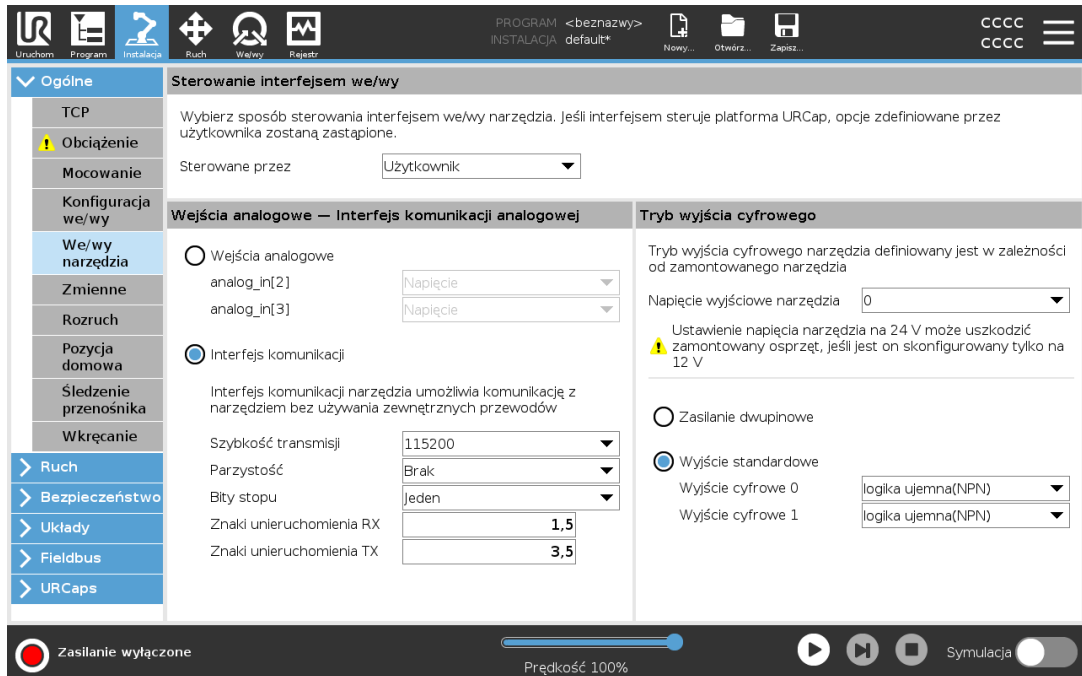 UR
Uruchom
Program
Instalacja
Ruch
We/wy
Rejestr
PROGRAM <beznazwy>
INSTALACJA default*
Nowy...
Otwórz...
Zapisz...
CCCC
CCCC
Ogólne
TCP
Obciążenie
Mocowanie
Konfiguracja
we/wy
We/wy
narzędzia
Zmienne
Rozruch
Pozycja
domowa
Śledzenie
przenośnika
Wkręcanie
Ruch
Bezpieczeństwo
Układy
Fieldbus
URCaps
Sterowanie interfejsem we/wy
Wybierz sposób sterowania interfejsem we/wy narzędzia. Jeśli interfejsem steruje platforma URCap, opcje zdefiniowane przez
użytkownika zostaną zastąpione.
Sterowane przez Użytkownik
Wejścia analogowe — Interfejs komunikacji analogowej
Wejścia analogowe
analog_in[2] Napięcie
analog_in[3] Napięcie
Interfejs komunikacji
Interfejs komunikacji narzędzia umożliwia komunikację z
narzędziem bez używania zewnętrznych przewodów
Szybkość transmisji 115200
Parzystość Brak
Bity stopu Jeden
Znaki unieruchomienia RX 1,5
Znaki unieruchomienia TX 3,5
Tryb wyjścia cyfrowego
Tryb wyjścia cyfrowego narzędzia definiowany jest w zależności
od zamontowanego narzędzia
Napięcie wyjściowe narzędzia 0
Ustawienie napięcia narzędzia na 24 V może uszkodzić
zamontowany osprzęt, jeśli jest on skonfigurowany tylko na
12 V
Zasilanie dwupinowe
Wyjście standardowe
Wyjście cyfrowe 0 logika ujemna(NPN)
Wyjście cyfrowe 1 logika ujemna(NPN)
Zasilanie wyłączone
Prędkość 100%
Symulacja